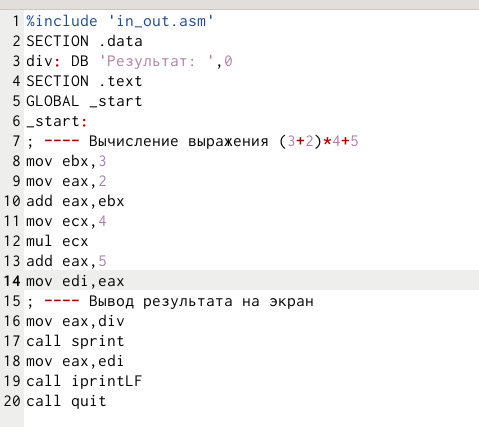 1 %include 'in_out.asm'
2 SECTION .data
3 div: DB 'Результат: ',0
4 SECTION .text
5 GLOBAL _start
6 _start:
7 ; ---- Вычисление выражения (3+2)*4+5
8 mov ebx,3
9 mov eax,2
10 add eax,ebx
11 mov ecx,4
12 mul ecx
13 add eax,5
14 mov edi,eax
15 ; ---- Вывод результата на экран
16 mov eax,div
17 call sprint
18 mov eax,edi
19 call iprintLF
20 call quit